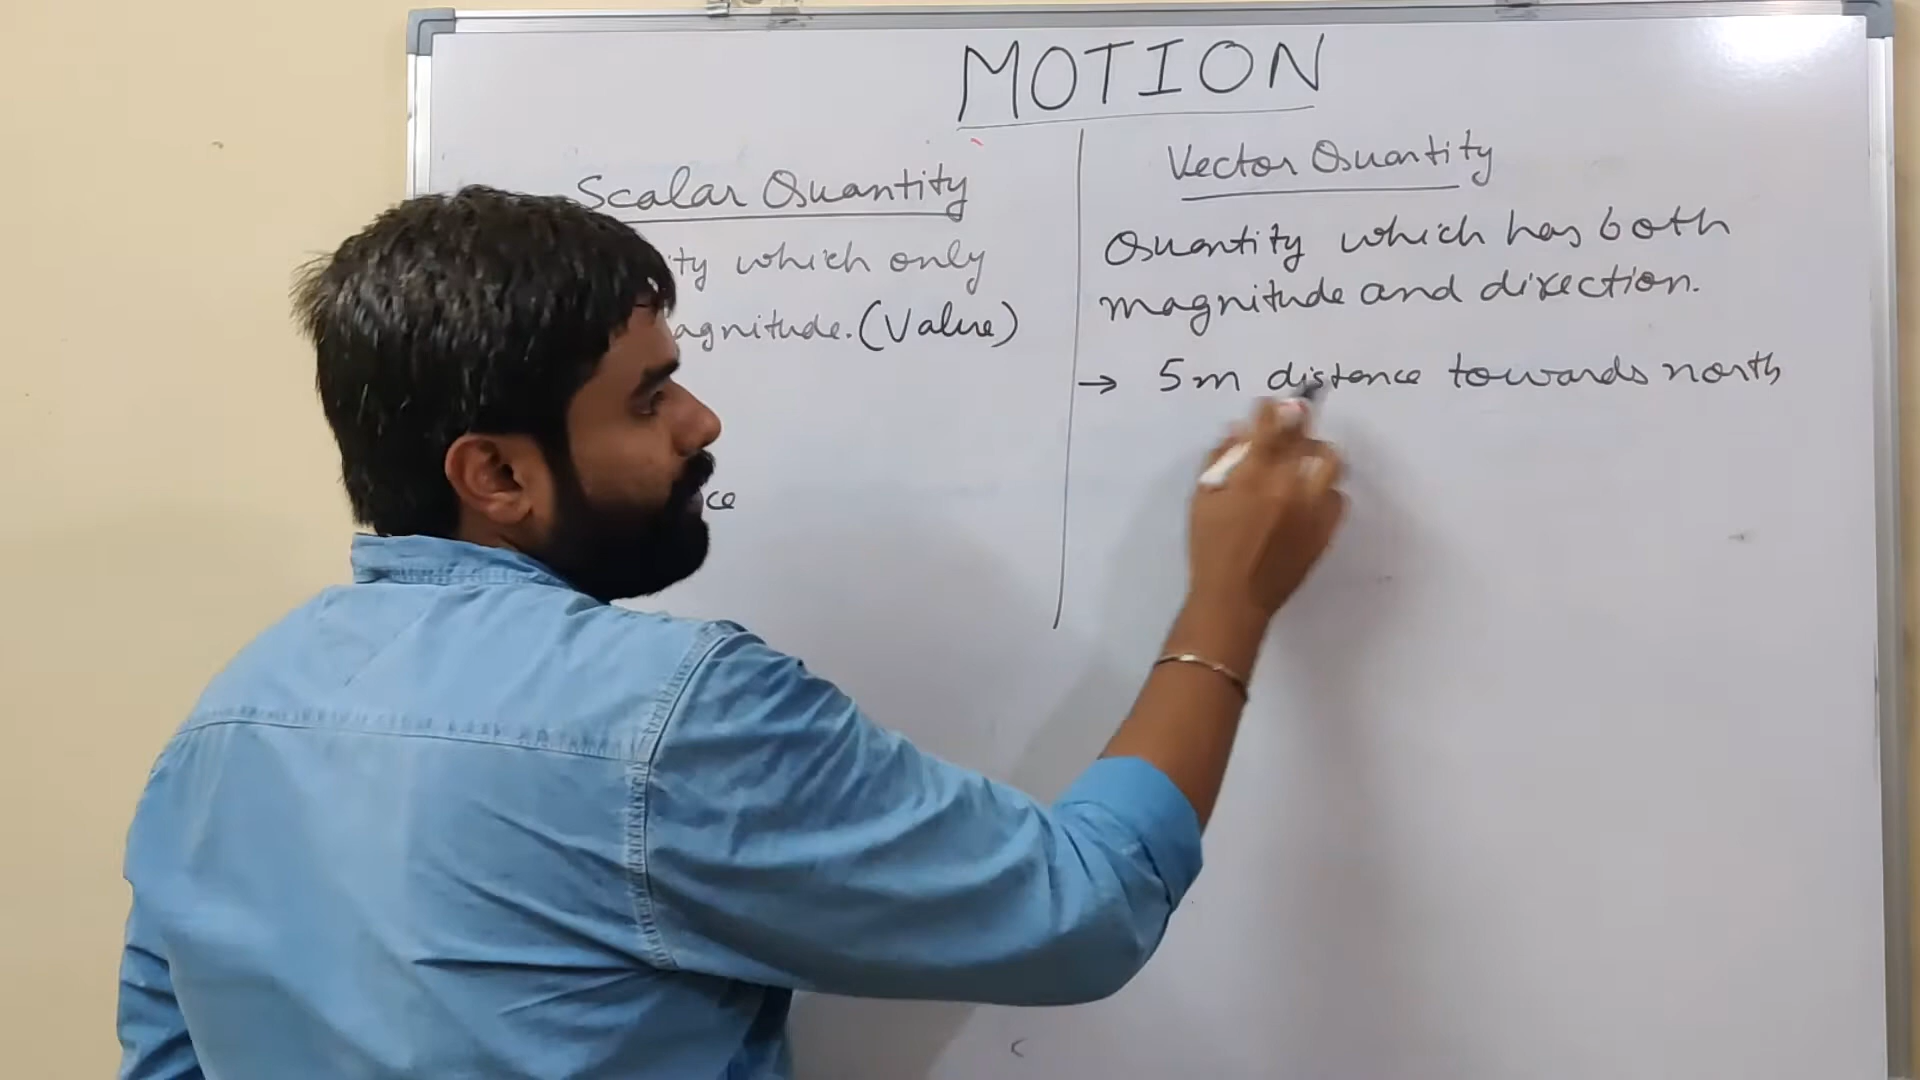 MOTION
Scalar Quantity
ty which only
agnitude. (Value)
ce
Vector Quantity
Quantity which has both
magnitude and direction.
→ 5m distance towards north